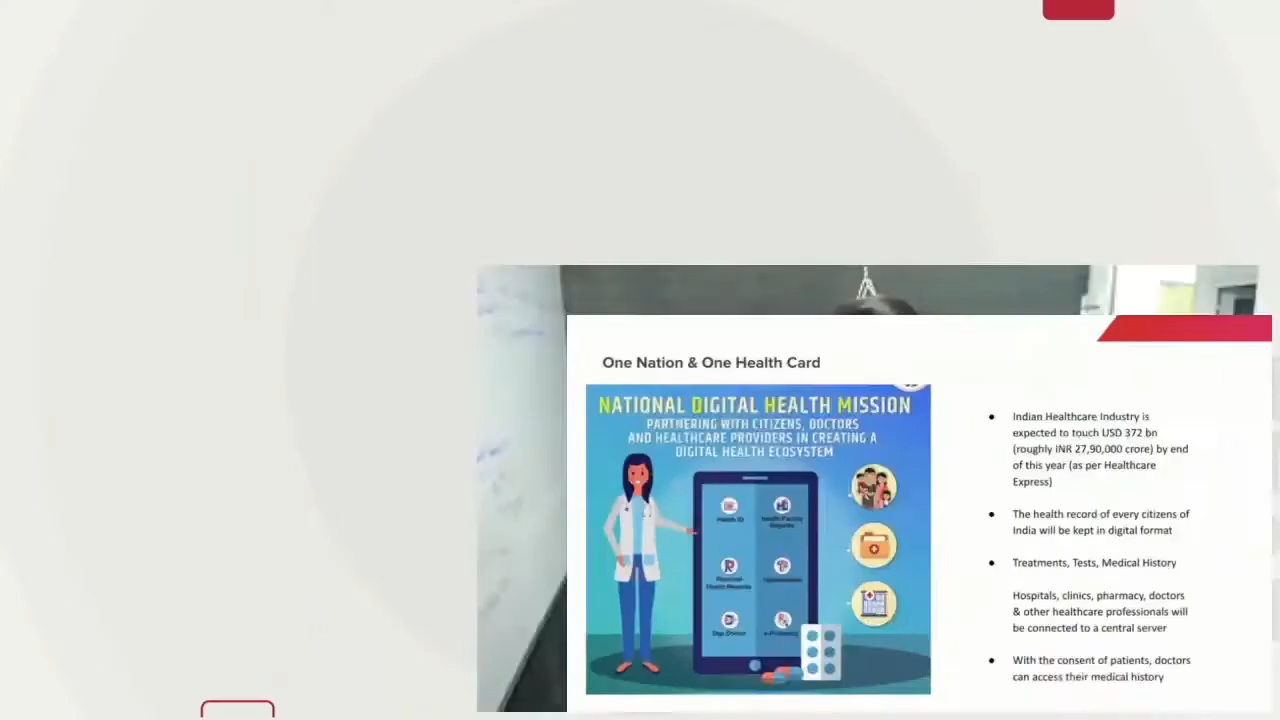 One Nation & One Health Card
NATIONAL DIGITAL HEALTH MISSION
PARTNERING WITH CITIZENS, DOCTORS
AND HEALTHCARE PROVIDERS IN CREATING A
DIGITAL HEALTH ECOSYSTEM
Health ID
Digi Doctor
● Indian Healthcare Industry is
expected to touch USD 372 bn
(roughly INR 27,90,000 crore) by end
of this year (as per Healthcare
Express)
● The health record of every citizens of
India will be kept in digital format
● Treatments, Tests, Medical History
Hospitals, clinics, pharmacy, doctors
& other healthcare professionals will
be connected to a central server
● With the consent of patients, doctors
can access their medical history